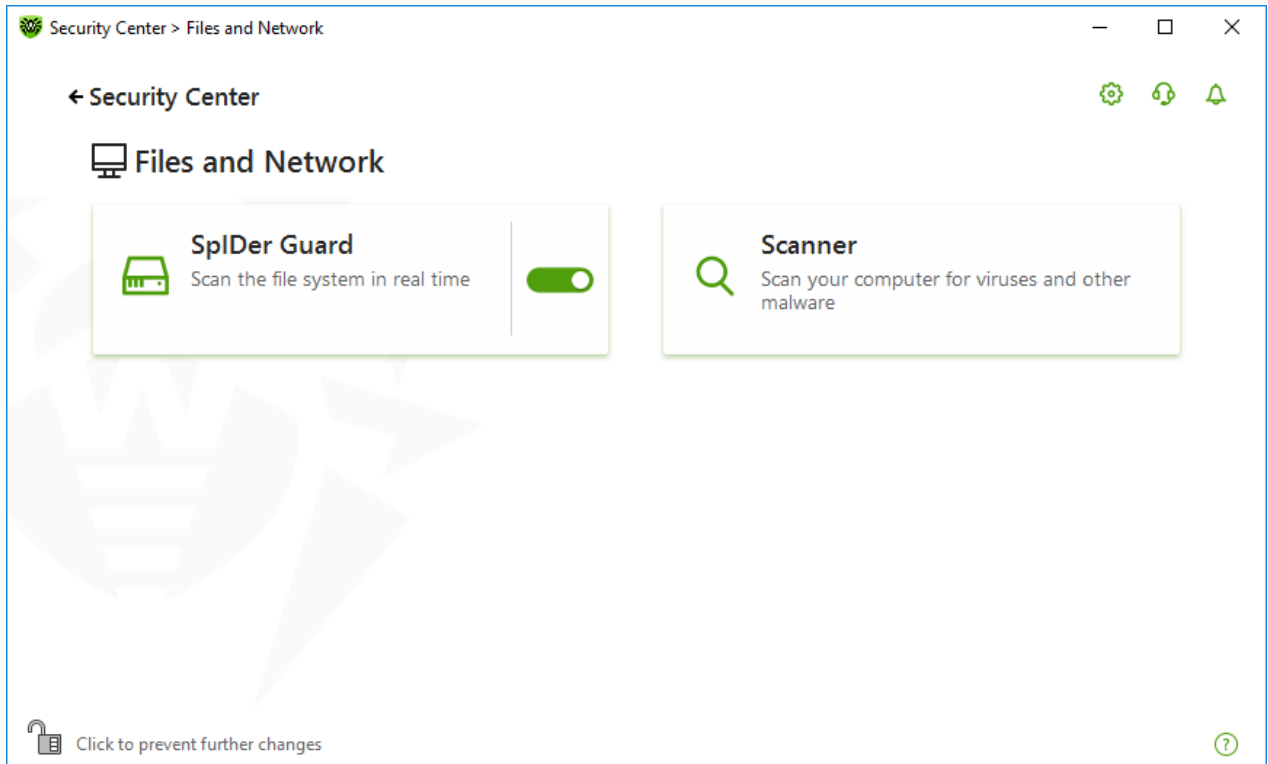 Security Center > Files and Network
Security Center
Files and Network
SpIDer Guard
Scan the file system in real time
Scanner
Scan your computer for viruses and other
malware
Click to prevent further changes
?